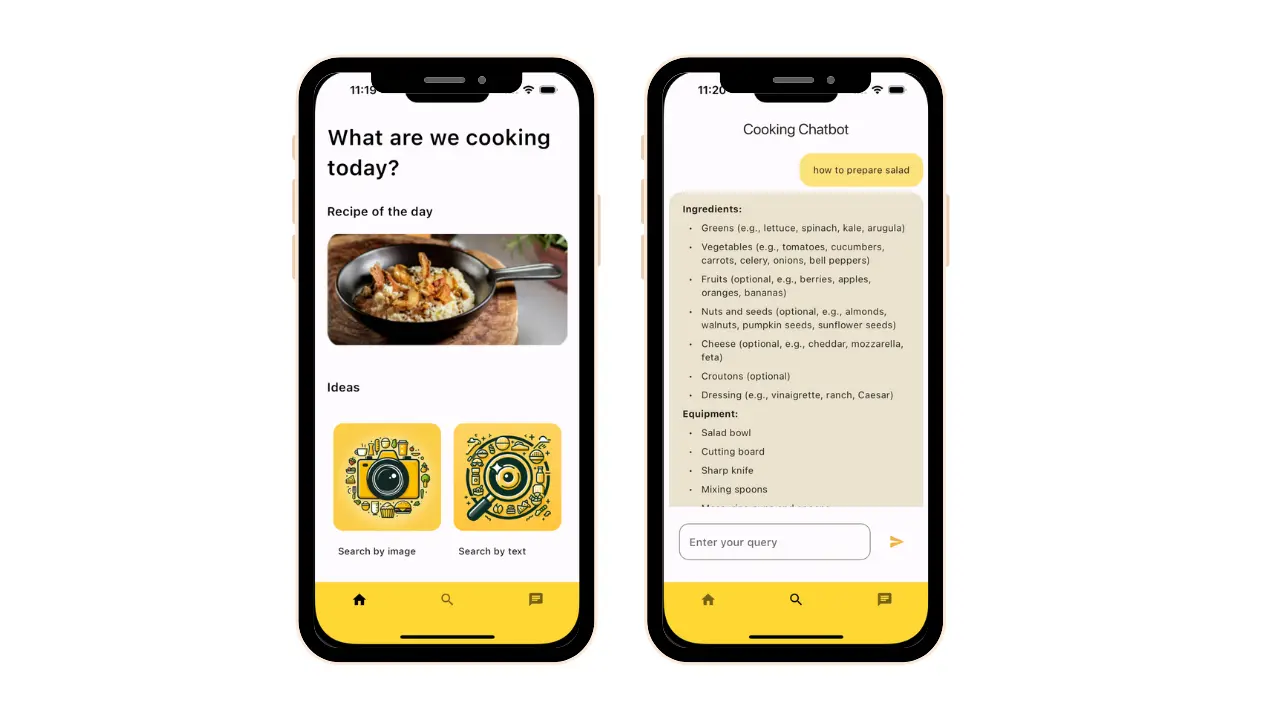 11:19
What are we cooking
today?
Recipe of the day
Ideas
Search by image
Search by text
11:20
Cooking Chatbot
how to prepare salad
Ingredients:
• Greens (e.g., lettuce, spinach, kale, arugula)
• Vegetables (e.g., tomatoes, cucumbers,
carrots, celery, onions, bell peppers)
• Fruits (optional, e.g., berries, apples,
oranges, bananas)
• Nuts and seeds (optional, e.g., almonds,
walnuts, pumpkin seeds, sunflower seeds)
• Cheese (optional, e.g., cheddar, mozzarella,
feta)
• Croutons (optional)
• Dressing (e.g., vinaigrette, ranch, Caesar)
Equipment:
• Salad bowl
• Cutting board
• Sharp knife
• Mixing spoons
Enter your query